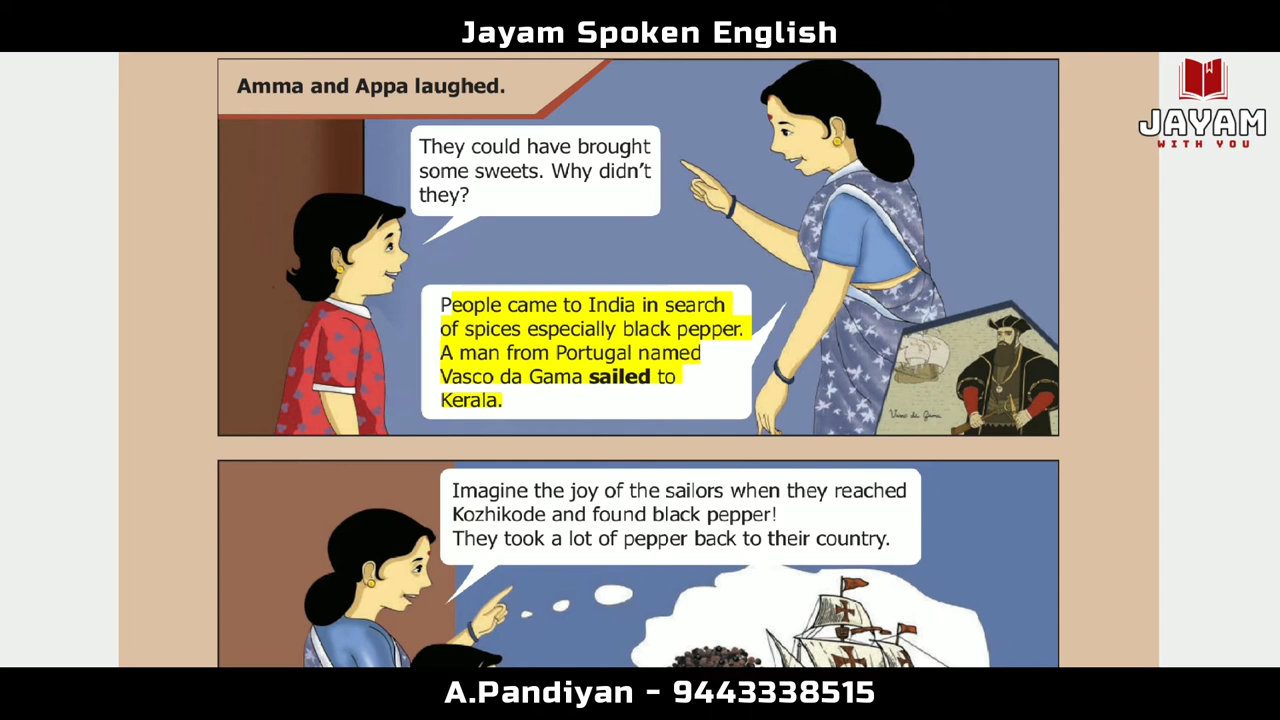 Jayam Spoken English
JAYAM
WITH YOU
Amma and Appa laughed.
They could have brought
some sweets. Why didn't
they?
People came to India in search
of spices especially black pepper.
A man from Portugal named
Vasco da Gama sailed to
Kerala.
Vasco da Gama
Imagine the joy of the sailors when they reached
Kozhikode and found black pepper!
They took a lot of pepper back to their country.
A.Pandiyan - 9443338515